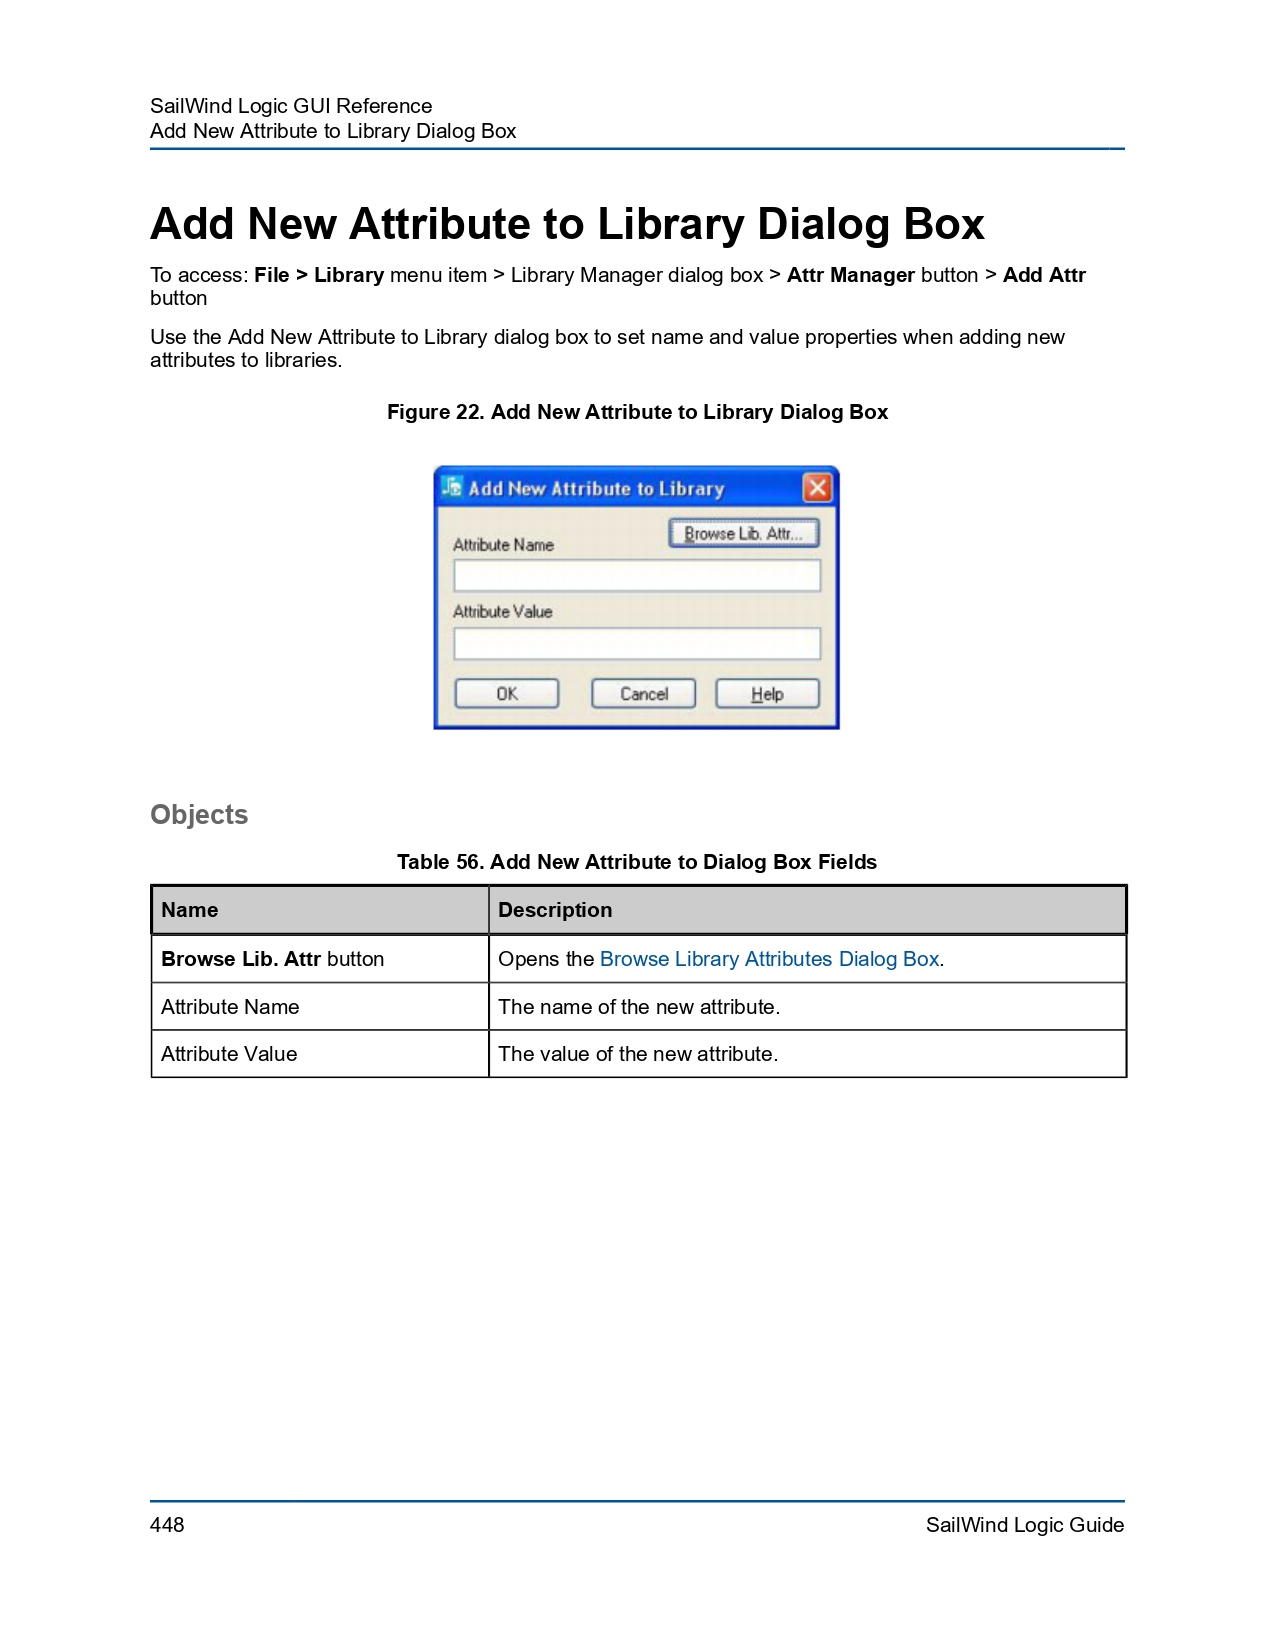 SailWind Logic GUI Reference
Add New Attribute to Library Dialog Box
Add New Attribute to Library Dialog Box
To access: File > Library menu item > Library Manager dialog box > Attr Manager button > Add Attr
button
Use the Add New Attribute to Library dialog box to set name and value properties when adding new
attributes to libraries.
Figure 22. Add New Attribute to Library Dialog Box
Add New Attribute to Library
Browse Lib. Attr...
Attribute Name
Attribute Value
OK Cancel Help
Objects
Table 56. Add New Attribute to Dialog Box Fields
Name Description
Browse Lib. Attr button Opens the Browse Library Attributes Dialog Box.
Attribute Name The name of the new attribute.
Attribute Value The value of the new attribute.
448 SailWind Logic Guide